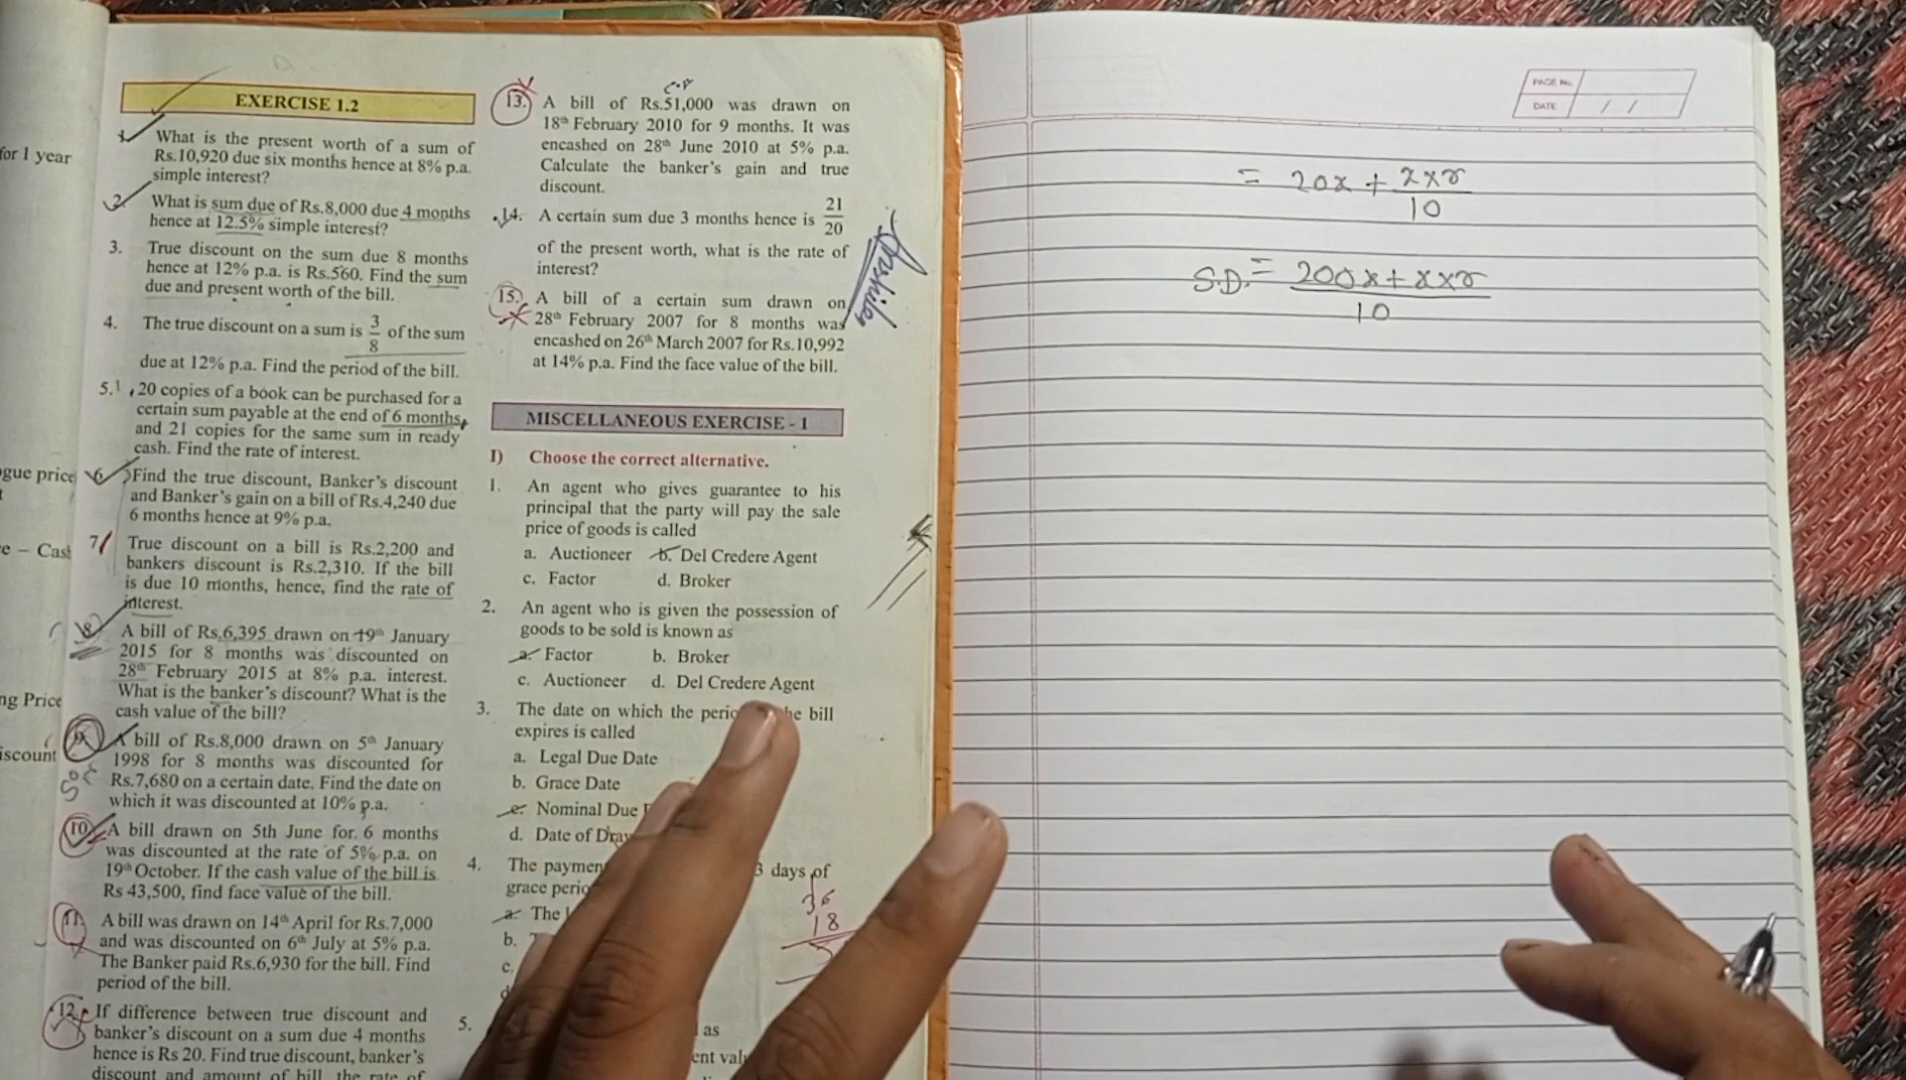 for 1 year
gue price
e - Cash
ng Price
iscount
EXERCISE 1.2
What is the present worth of a sum of
Rs.10,920 due six months hence at 8% p.a.
simple interest?
2. What is sum due of Rs.8,000 due 4 months
hence at 12.5% simple interest?
3. True discount on the sum due 8 months
hence at 12% p.a. is Rs.560. Find the sum
due and present worth of the bill.
4. The true discount on a sum is 3/8 of the sum
due at 12% p.a. Find the period of the bill.
5. 20 copies of a book can be purchased for a
certain sum payable at the end of 6 months
and 21 copies for the same sum in ready
cash. Find the rate of interest.
6. Find the true discount, Banker's discount
and Banker's gain on a bill of Rs.4,240 due
6 months hence at 9% p.a.
7 True discount on a bill is Rs.2,200 and
bankers discount is Rs.2,310. If the bill
is due 10 months, hence, find the rate of
interest.
8. A bill of Rs.6,395 drawn on 19th January
2015 for 8 months was discounted on
28th February 2015 at 8% p.a. interest.
What is the banker's discount? What is the
cash value of the bill?
9. A bill of Rs.8,000 drawn on 5th January
1998 for 8 months was discounted for
Rs.7,680 on a certain date. Find the date on
which it was discounted at 10% p.a.
10. A bill drawn on 5th June for 6 months
was discounted at the rate of 5% p.a. on
19th October. If the cash value of the bill is
Rs 43,500, find face value of the bill.
11. A bill was drawn on 14th April for Rs.7,000
and was discounted on 6th July at 5% p.a.
The Banker paid Rs.6,930 for the bill. Find
period of the bill.
12. If difference between true discount and
banker's discount on a sum due 4 months
hence is Rs 20. Find true discount, banker's
discount and amount of bill, the rate of
13. A bill of Rs.51,000 was drawn on
18th February 2010 for 9 months. It was
encashed on 28th June 2010 at 5% p.a.
Calculate the banker's gain and true
discount.
14. A certain sum due 3 months hence is 21/20
of the present worth, what is the rate of
interest?
15. A bill of a certain sum drawn on
28th February 2007 for 8 months was
encashed on 26th March 2007 for Rs.10,992
at 14% p.a. Find the face value of the bill.
MISCELLANEOUS EXERCISE - 1
I) Choose the correct alternative.
1. An agent who gives guarantee to his
principal that the party will pay the sale
price of goods is called
a. Auctioneer b. Del Credere Agent
c. Factor d. Broker
2. An agent who is given the possession of
goods to be sold is known as
a. Factor b. Broker
c. Auctioneer d. Del Credere Agent
3. The date on which the he bill
expires is called
a. Legal Due Date
b. Grace Date
c. Nominal Due
d. Date of
4. The 3 days of
grace
a. The
b.
c.
36
18
5. as
ent
PAGE No.
DATE / /
= 20x + x×r/10
S.D. = 200x + x×r/10